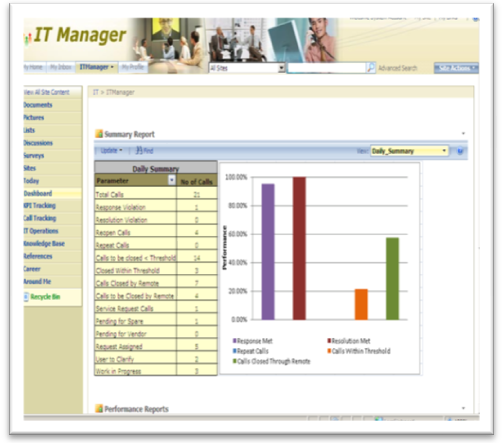 IT Manager
My Home My Inbox ITManager My Profile All Sites Advanced Search Site Actions
View All Site Content
Documents
Pictures
Lists
Discussions
Surveys
Sites
Today
Dashboard
KPI Tracking
Call Tracking
IT Operations
Knowledge Base
References
Career
Around Me
Recycle Bin
IT > ITManager
Summary Report
Update Find View: Daily_Summary
Daily Summary
Parameter No of Calls
Total Calls 21
Response Violation 1
Resolution Violation 0
Reopen Calls 4
Repeat Calls 0
Calls to be closed < Threshold 14
Closed Within Threshold 3
Calls Closed by Remote 7
Calls to be Closed by Remote 4
Service Request Calls 1
Pending for Spare 1
Pending for Vendor 0
Request Assigned 5
User to Clarify 2
Work in Progress 3
Performance
100.00%
80.00%
60.00%
40.00%
20.00%
0.00%
Response Met Resolution Met
Repeat Calls Calls Within Threshold
Calls Closed Through Remote
Performance Reports